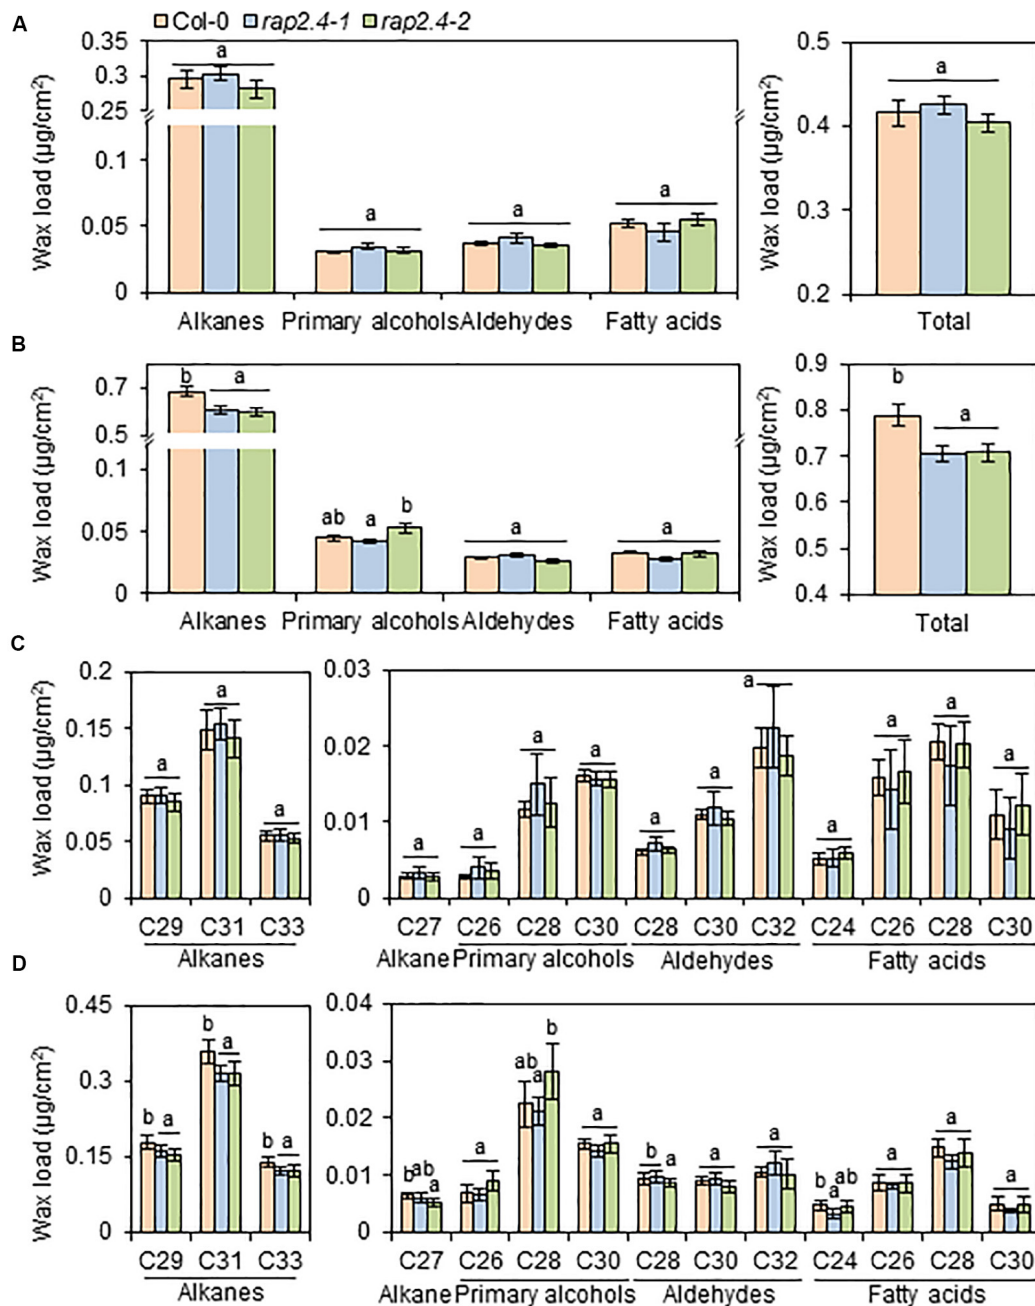 A
Col-0 rap2.4-1 rap2.4-2
Wax load (µg/cm²)
0.35
0.3
0.25
0.1
0.05
0
a
a
a
a
Alkanes Primary alcohols Aldehydes Fatty acids
Wax load (µg/cm²)
0.5
0.4
0.3
0.2
a
Total
B
Wax load (µg/cm²)
0.7
0.5
0.1
0.05
0
b a
ab a b
a
a
Alkanes Primary alcohols Aldehydes Fatty acids
Wax load (µg/cm²)
0.9
0.8
0.7
0.6
0.5
0.4
b
a
Total
C
Wax load (µg/cm²)
0.2
0.15
0.1
0.05
0
a a a
C29 C31 C33
Alkanes
0.03
0.02
0.01
0
a a a a a a a a a a a
C27 C26 C28 C30 C28 C30 C32 C24 C26 C28 C30
Alkane Primary alcohols Aldehydes Fatty acids
D
Wax load (µg/cm²)
0.45
0.3
0.15
0
b a b a b a
C29 C31 C33
Alkanes
0.04
0.03
0.02
0.01
0
b ab a a ab a b a b a a a b a ab a a a
C27 C26 C28 C30 C28 C30 C32 C24 C26 C28 C30
Alkane Primary alcohols Aldehydes Fatty acids